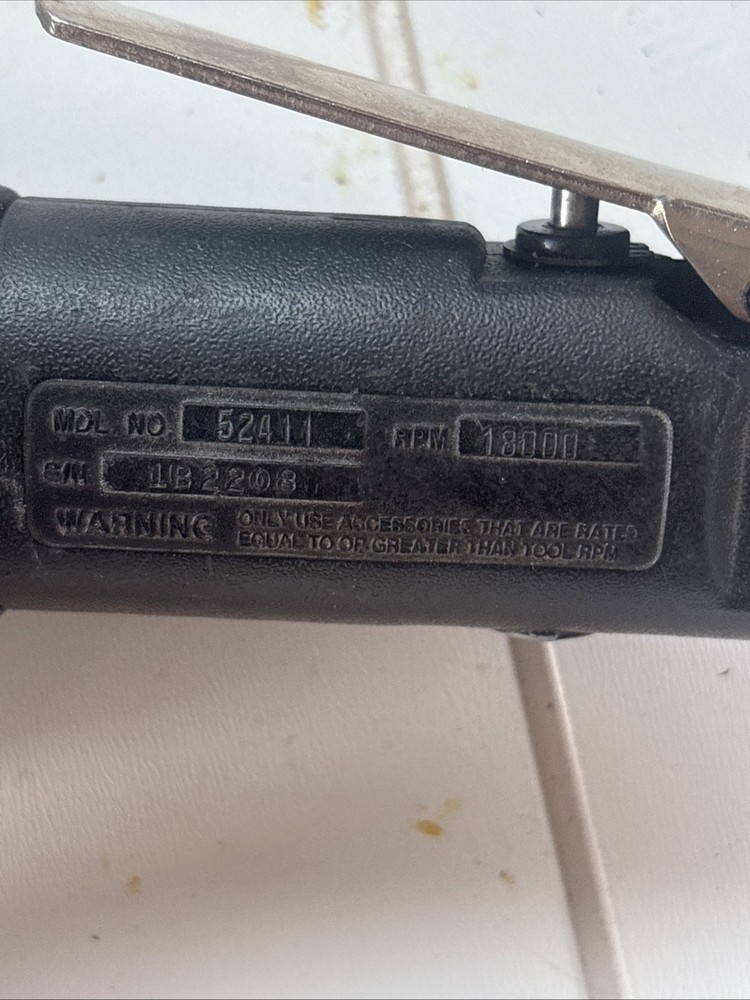 MDL NO. 52411 RPM 18000
S/N 1B2208
WARNING ONLY USE ACCESSORIES THAT ARE RATED
EQUAL TO OR GREATER THAN TOOL RPM